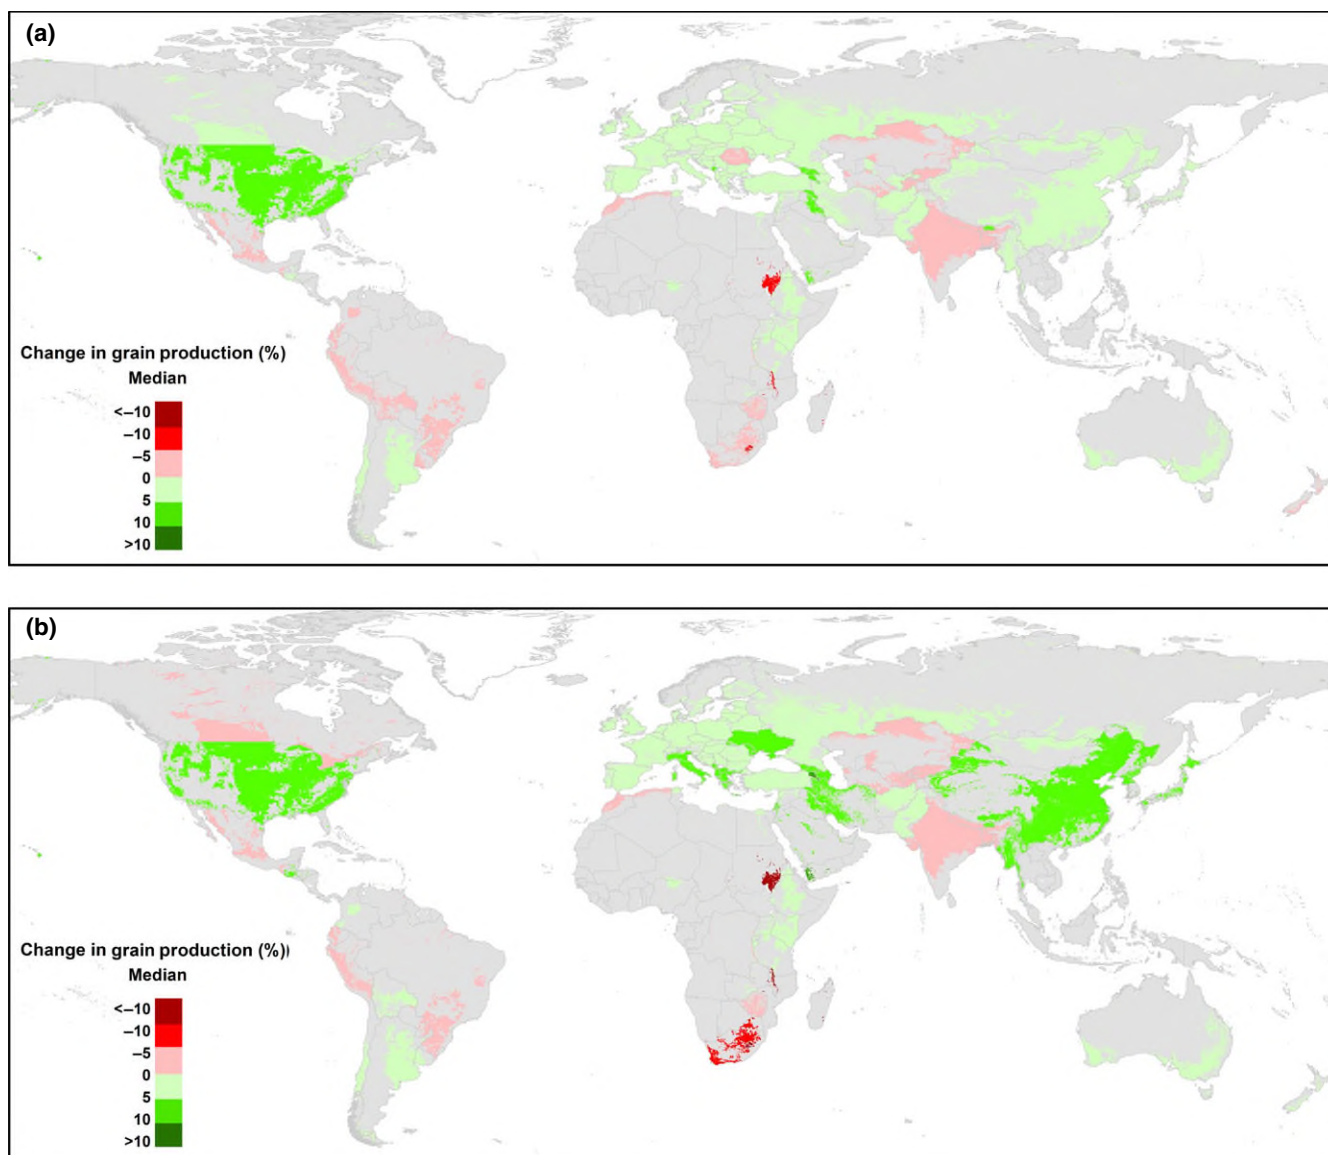 (a)
Change in grain production (%)
Median
<–10
–10
–5
0
5
10
>10
(b)
Change in grain production (%)
Median
<–10
–10
–5
0
5
10
>10